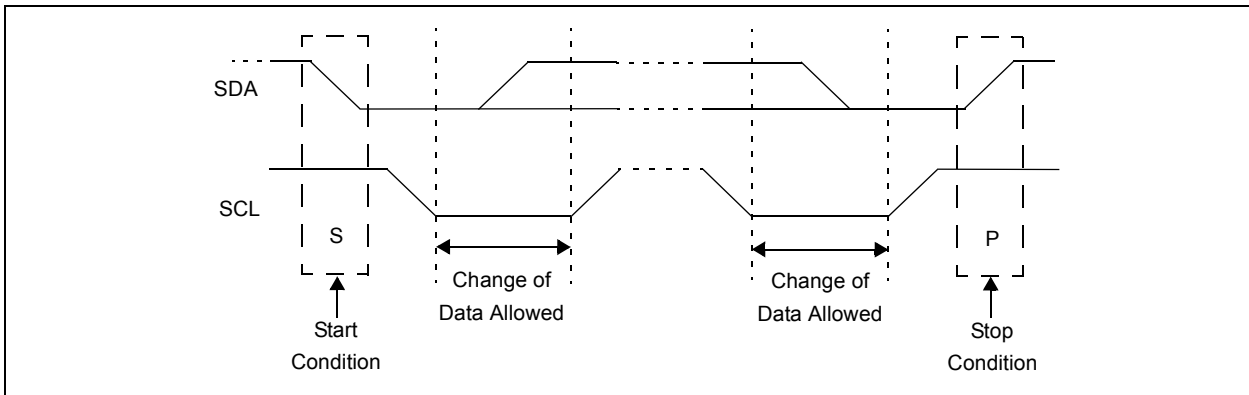 SDA
SCL
S
P
Change of
Data Allowed
Change of
Data Allowed
Start
Condition
Stop
Condition